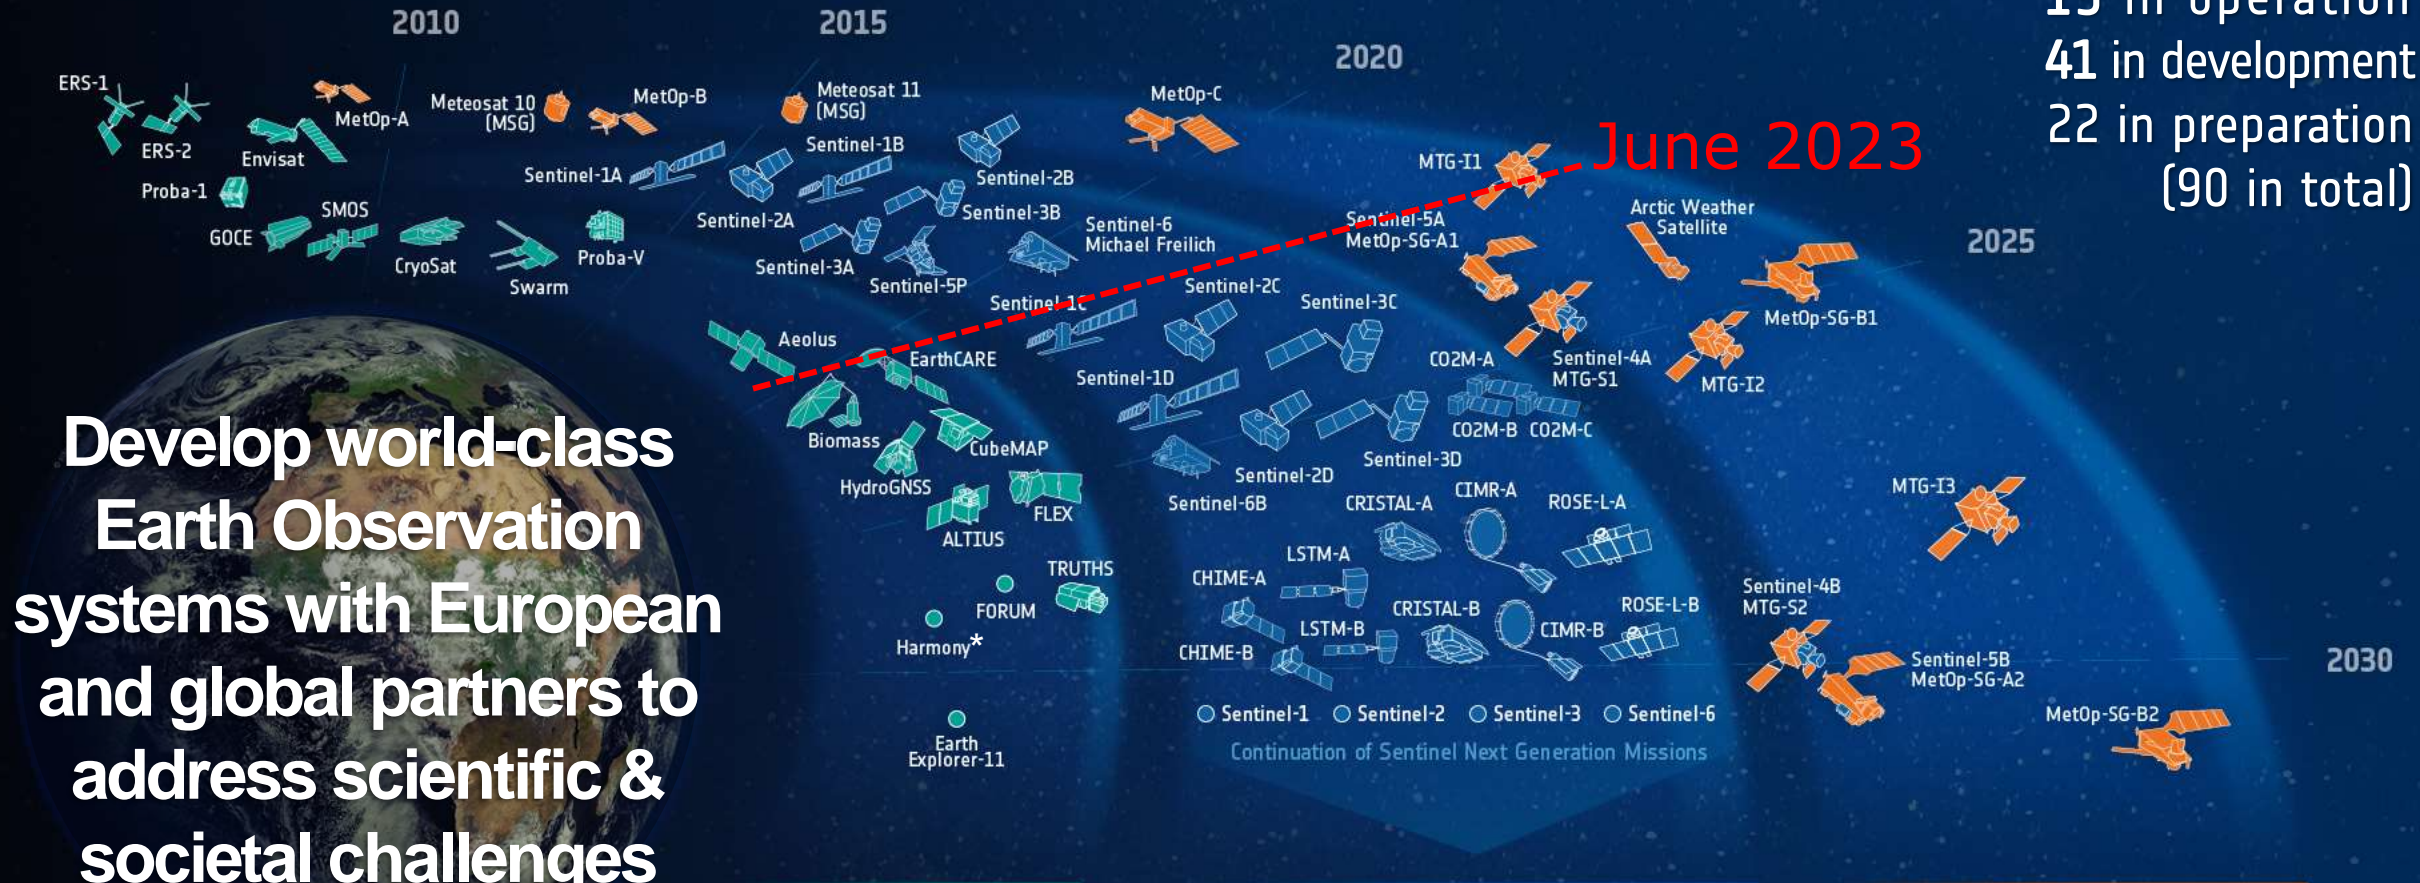 2010
2015
2020
in operation
41 in development
22 in preparation
(90 in total)
2025
2030
June 2023
ERS-1
ERS-2
MetOp-A
Envisat
Meteosat 10
(MSG)
MetOp-B
Meteosat 11
(MSG)
MetOp-C
Proba-1
GOCE
SMOS
CryoSat
Swarm
Proba-V
Sentinel-1A
Sentinel-1B
Sentinel-2A
Sentinel-2B
Sentinel-3A
Sentinel-3B
Sentinel-5P
Sentinel-6
Michael Freilich
MTG-I1
Sentinel-5A
MetOp-SG-A1
Arctic Weather
Satellite
MetOp-SG-B1
Sentinel-4A
MTG-S1
MTG-I2
Sentinel-1C
Sentinel-2C
Sentinel-3C
Sentinel-1D
Sentinel-2D
Sentinel-3D
Sentinel-6B
CO2M-A
CO2M-B CO2M-C
Aeolus
EarthCARE
Biomass
CubeMAP
HydroGNSS
FLEX
ALTIUS
TRUTHS
FORUM
Harmony*
Earth
Explorer-11
CRISTAL-A
CIMR-A
ROSE-L-A
LSTM-A
CHIME-A
CRISTAL-B
CIMR-B
ROSE-L-B
LSTM-B
CHIME-B
MTG-I3
Sentinel-4B
MTG-S2
Sentinel-5B
MetOp-SG-A2
MetOp-SG-B2
Sentinel-1 Sentinel-2 Sentinel-3 Sentinel-6
Continuation of Sentinel Next Generation Missions
Develop world-class
Earth Observation
systems with European
and global partners to
address scientific &
societal challenges